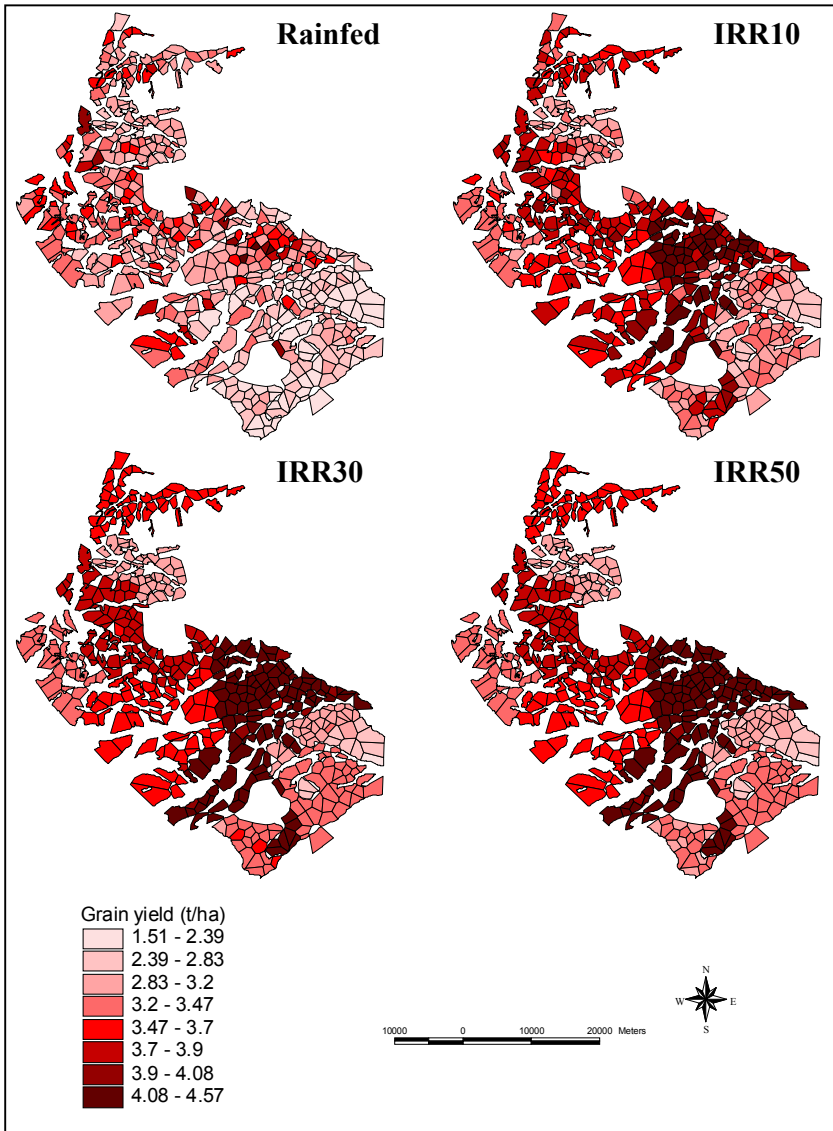 Rainfed
IRR10
IRR30
IRR50
Grain yield (t/ha)
1.51 - 2.39
2.39 - 2.83
2.83 - 3.2
3.2 - 3.47
3.47 - 3.7
3.7 - 3.9
3.9 - 4.08
4.08 - 4.57
10000 0 10000 20000 Meters
N
W E
S